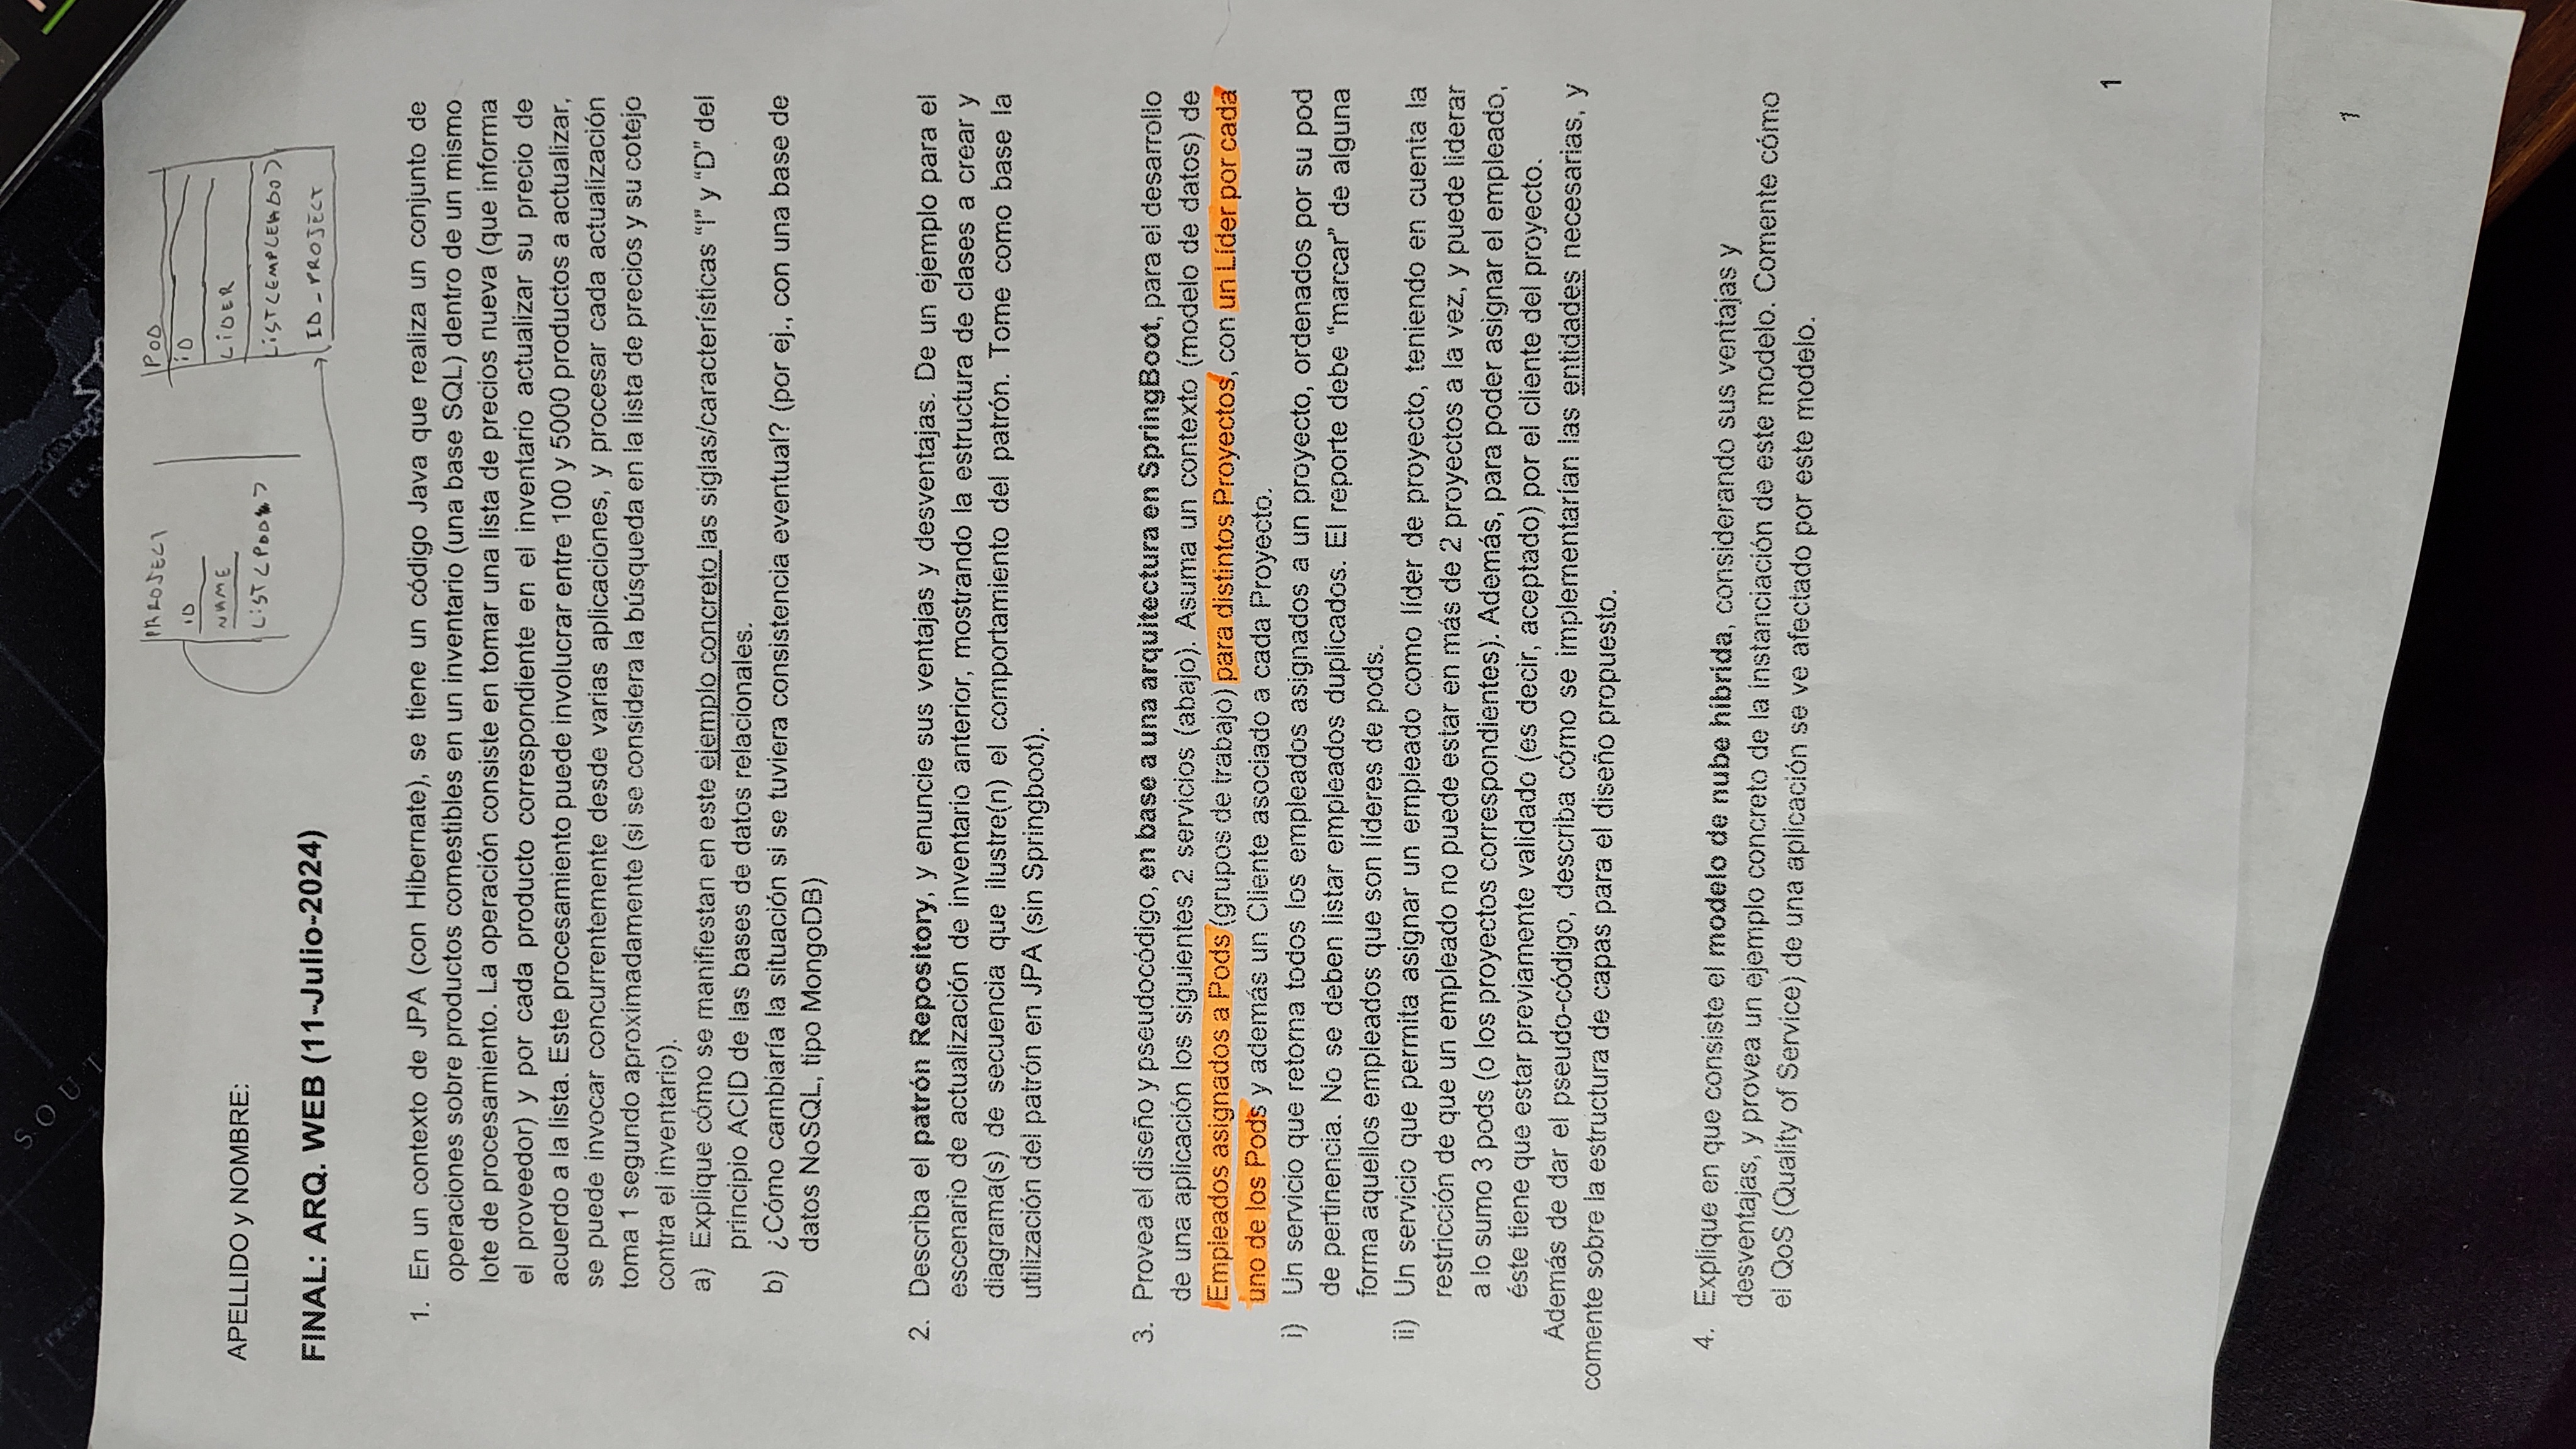 SOUT
PRROJECT
ID
NAME
LIST<POD>
POD
ID
LIDER
LIST<EMPLEADO>
ID_PROJECT
APELLIDO y NOMBRE:
FINAL: ARQ. WEB (11-Julio-2024)
1. En un contexto de JPA (con Hibernate), se tiene un código Java que realiza un conjunto de
operaciones sobre productos comestibles en un inventario (una base SQL) dentro de un mismo
lote de procesamiento. La operación consiste en tomar una lista de precios nueva (que informa
el proveedor) y por cada producto correspondiente en el inventario actualizar su precio de
acuerdo a la lista. Este procesamiento puede involucrar entre 100 y 5000 productos a actualizar,
se puede invocar concurrentemente desde varias aplicaciones, y procesar cada actualización
toma 1 segundo aproximadamente (si se considera la búsqueda en la lista de precios y su cotejo
contra el inventario).
a) Explique cómo se manifiestan en este ejemplo concreto las siglas/características “I” y “D” del
principio ACID de las bases de datos relacionales.
b) ¿Cómo cambiaría la situación si se tuviera consistencia eventual? (por ej., con una base de
datos NoSQL, tipo MongoDB)
2. Describa el patrón Repository, y enuncie sus ventajas y desventajas. De un ejemplo para el
escenario de actualización de inventario anterior, mostrando la estructura de clases a crear y
diagrama(s) de secuencia que ilustre(n) el comportamiento del patrón. Tome como base la
utilización del patrón en JPA (sin Springboot).
3. Provea el diseño y pseudocódigo, en base a una arquitectura en SpringBoot, para el desarrollo
de una aplicación los siguientes 2 servicios (abajo). Asuma un contexto (modelo de datos) de
Empleados asignados a Pods (grupos de trabajo) para distintos Proyectos, con un Líder por cada
uno de los Pods y además un Cliente asociado a cada Proyecto.
i) Un servicio que retorna todos los empleados asignados a un proyecto, ordenados por su pod
de pertinencia. No se deben listar empleados duplicados. El reporte debe “marcar” de alguna
forma aquellos empleados que son líderes de pods.
ii) Un servicio que permita asignar un empleado como líder de proyecto, teniendo en cuenta la
restricción de que un empleado no puede estar en más de 2 proyectos a la vez, y puede liderar
a lo sumo 3 pods (o los proyectos correspondientes). Además, para poder asignar el empleado,
éste tiene que estar previamente validado (es decir, aceptado) por el cliente del proyecto.
Además de dar el pseudo-código, describa cómo se implementarían las entidades necesarias, y
comente sobre la estructura de capas para el diseño propuesto.
4. Explique en que consiste el modelo de nube híbrida, considerando sus ventajas y
desventajas, y provea un ejemplo concreto de la instanciación de este modelo. Comente cómo
el QoS (Quality of Service) de una aplicación se ve afectado por este modelo.
1
1